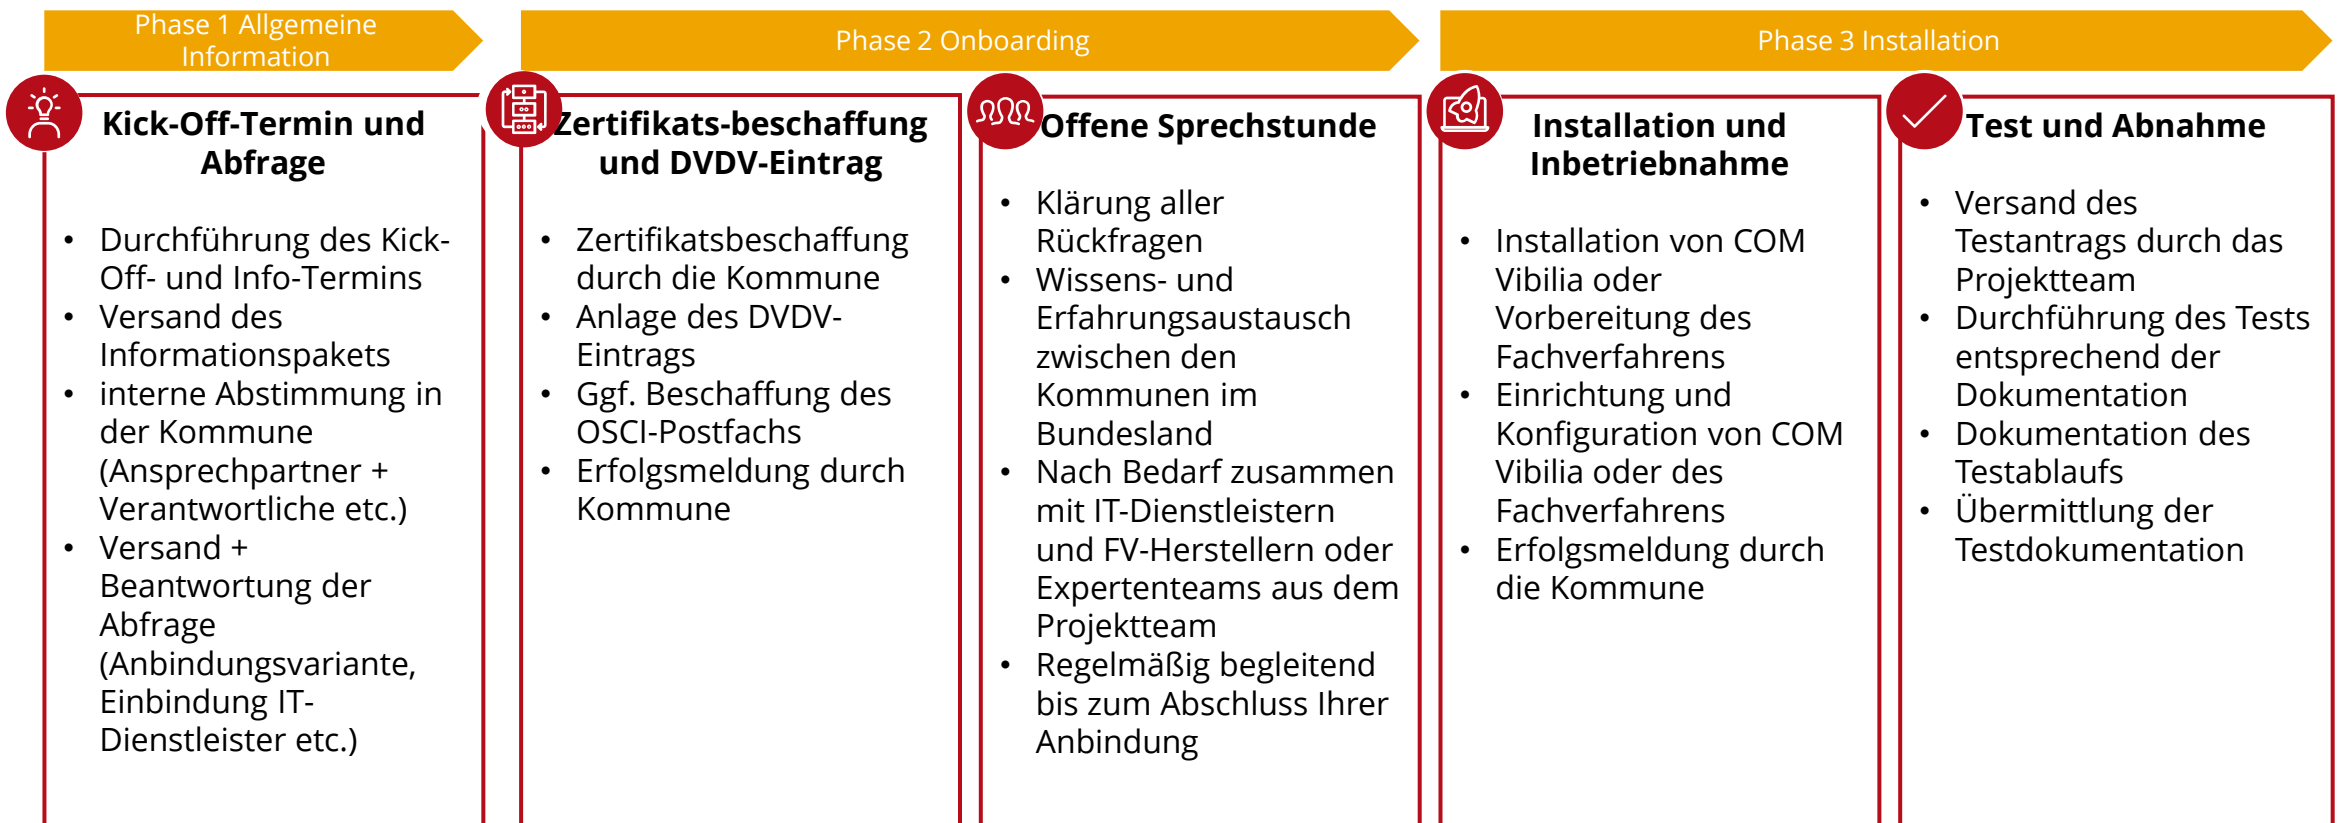 Phase 1 Allgemeine
Information
Phase 2 Onboarding
Phase 3 Installation
Kick-Off-Termin und
Abfrage
• Durchführung des Kick-
Off- und Info-Termins
• Versand des
Informationspakets
• interne Abstimmung in
der Kommune
(Ansprechpartner +
Verantwortliche etc.)
• Versand +
Beantwortung der
Abfrage
(Anbindungsvariante,
Einbindung IT-
Dienstleister etc.)
Zertifikats-beschaffung
und DVDV-Eintrag
• Zertifikatsbeschaffung
durch die Kommune
• Anlage des DVDV-
Eintrags
• Ggf. Beschaffung des
OSCI-Postfachs
• Erfolgsmeldung durch
Kommune
Offene Sprechstunde
• Klärung aller
Rückfragen
• Wissens- und
Erfahrungsaustausch
zwischen den
Kommunen im
Bundesland
• Nach Bedarf zusammen
mit IT-Dienstleistern
und FV-Herstellern oder
Expertenteams aus dem
Projektteam
• Regelmäßig begleitend
bis zum Abschluss Ihrer
Anbindung
Installation und
Inbetriebnahme
• Installation von COM
Vibilia oder
Vorbereitung des
Fachverfahrens
• Einrichtung und
Konfiguration von COM
Vibilia oder des
Fachverfahrens
• Erfolgsmeldung durch
die Kommune
Test und Abnahme
• Versand des
Testantrags durch das
Projektteam
• Durchführung des Tests
entsprechend der
Dokumentation
• Dokumentation des
Testablaufs
• Übermittlung der
Testdokumentation